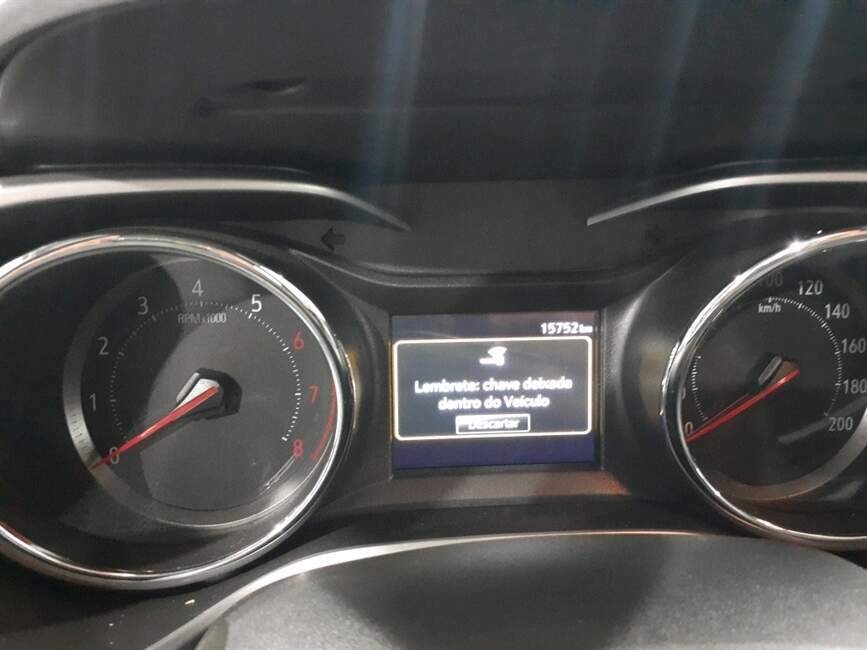 4
3
5
RPM x1000
2
6
1
7
0
8
15752 km
Lembrete: chave deixada
dentro do Veículo
Descartar
100
120
km/h
140
160
180
0
200